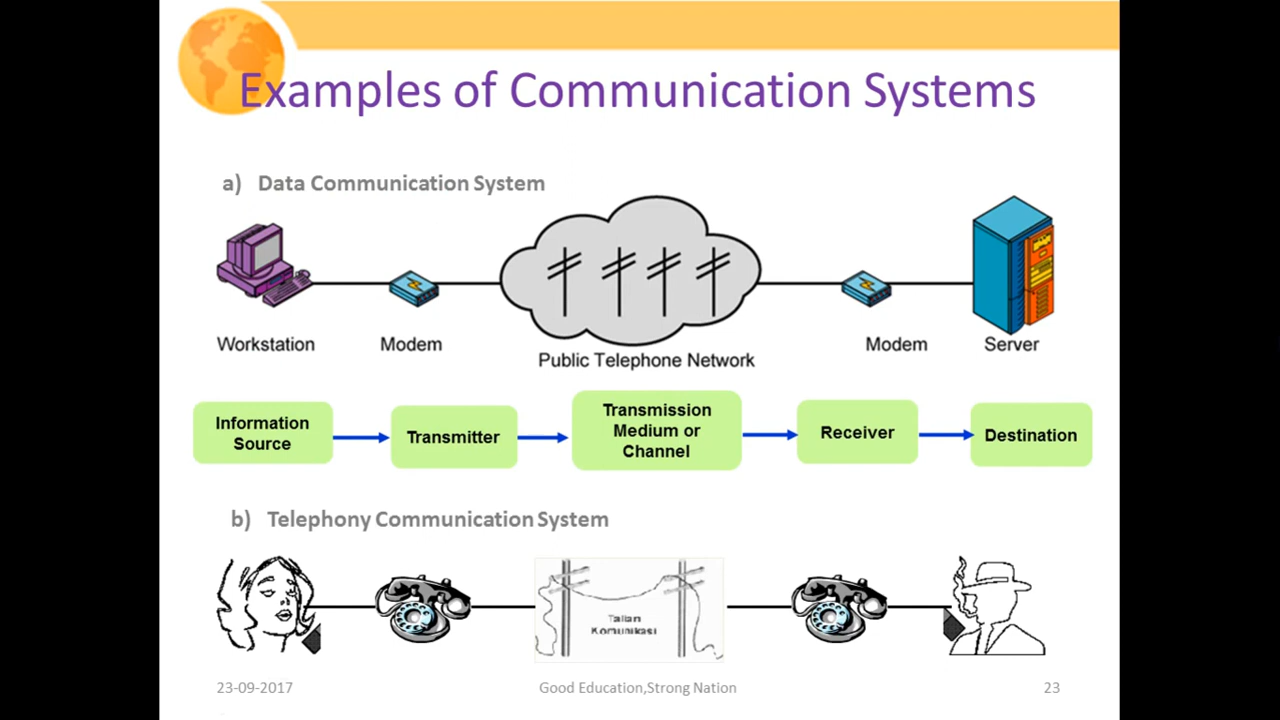 Examples of Communication Systems
a) Data Communication System
Workstation
Modem
Public Telephone Network
Modem
Server
Information
Source
Transmitter
Transmission
Medium or
Channel
Receiver
Destination
b) Telephony Communication System
Talian
Komunikasi
23-09-2017
Good Education,Strong Nation
23